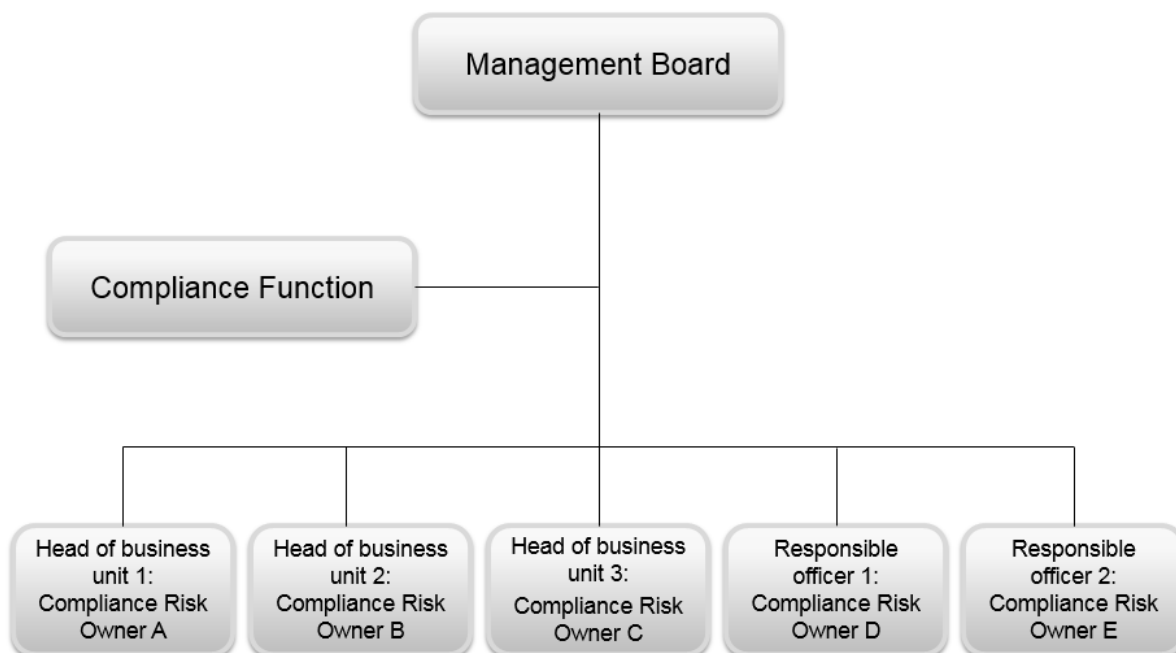 Management Board
Compliance Function
Head of business
unit 1:
Compliance Risk
Owner A
Head of business
unit 2:
Compliance Risk
Owner B
Head of business
unit 3:
Compliance Risk
Owner C
Responsible
officer 1:
Compliance Risk
Owner D
Responsible
officer 2:
Compliance Risk
Owner E